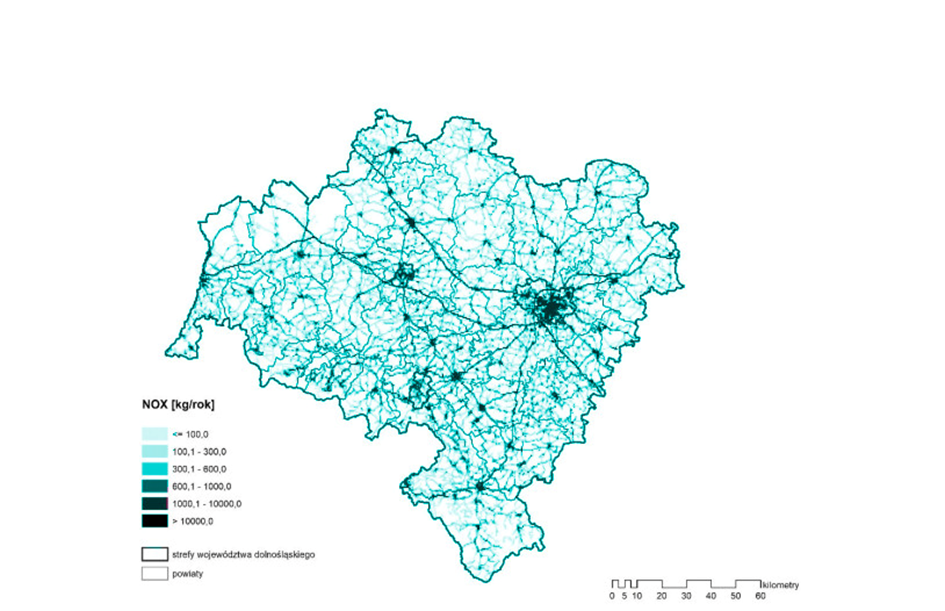 NOX [kg/rok]
<= 100,0
100,1 - 300,0
300,1 - 600,0
600,1 - 1000,0
1000,1 - 10000,0
> 10000,0
strefy województwa dolnośląskiego
powiaty
kilometry
0 5 10 20 30 40 50 60